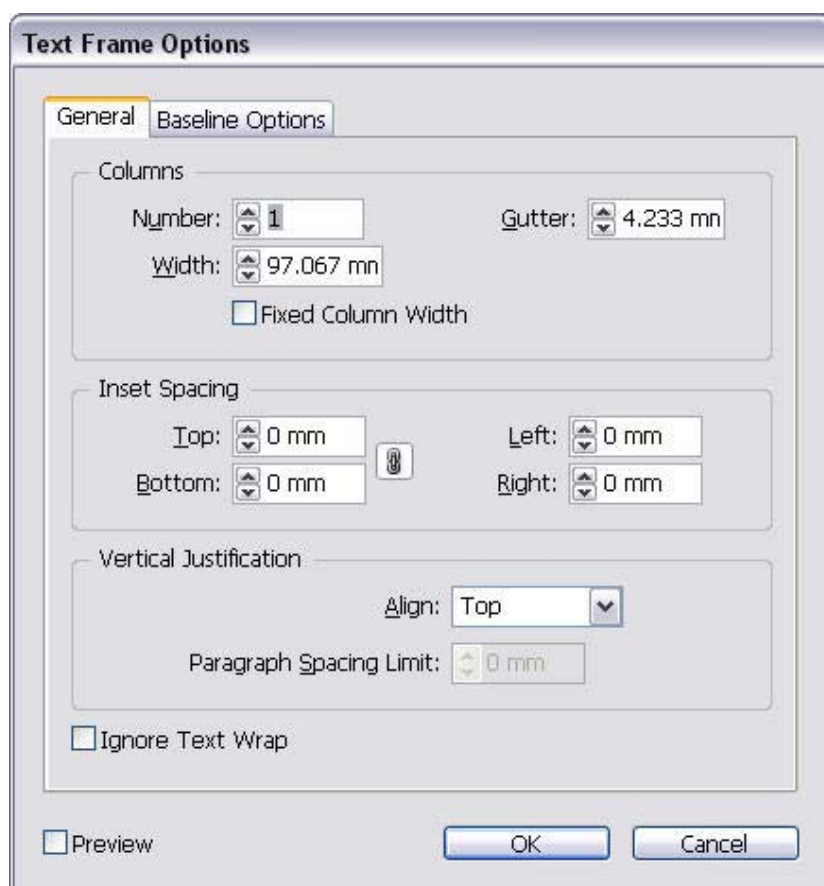 Text Frame Options
General Baseline Options
Columns
Number: 1 Gutter: 4.233 mn
Width: 97.067 mn
Fixed Column Width
Inset Spacing
Top: 0 mm Left: 0 mm
Bottom: 0 mm Right: 0 mm
Vertical Justification
Align: Top
Paragraph Spacing Limit: 0 mm
Ignore Text Wrap
Preview OK Cancel